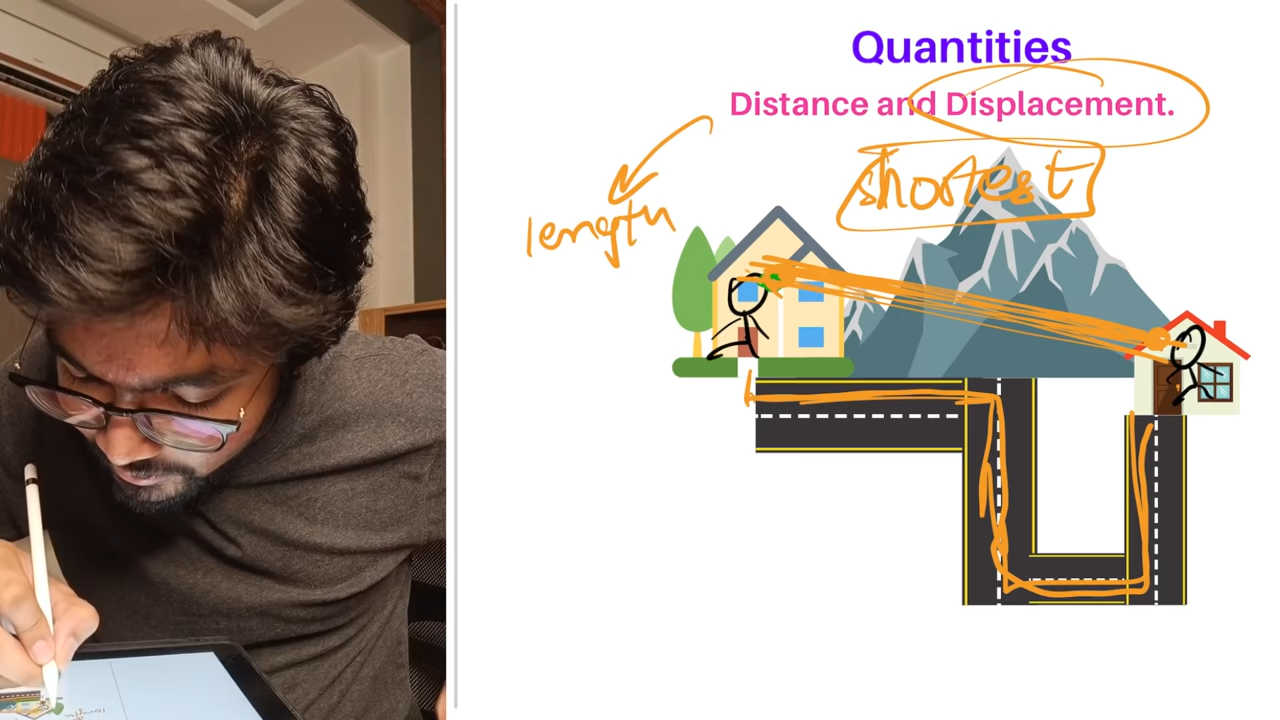 Quantities
Distance and Displacement.
shortest
length